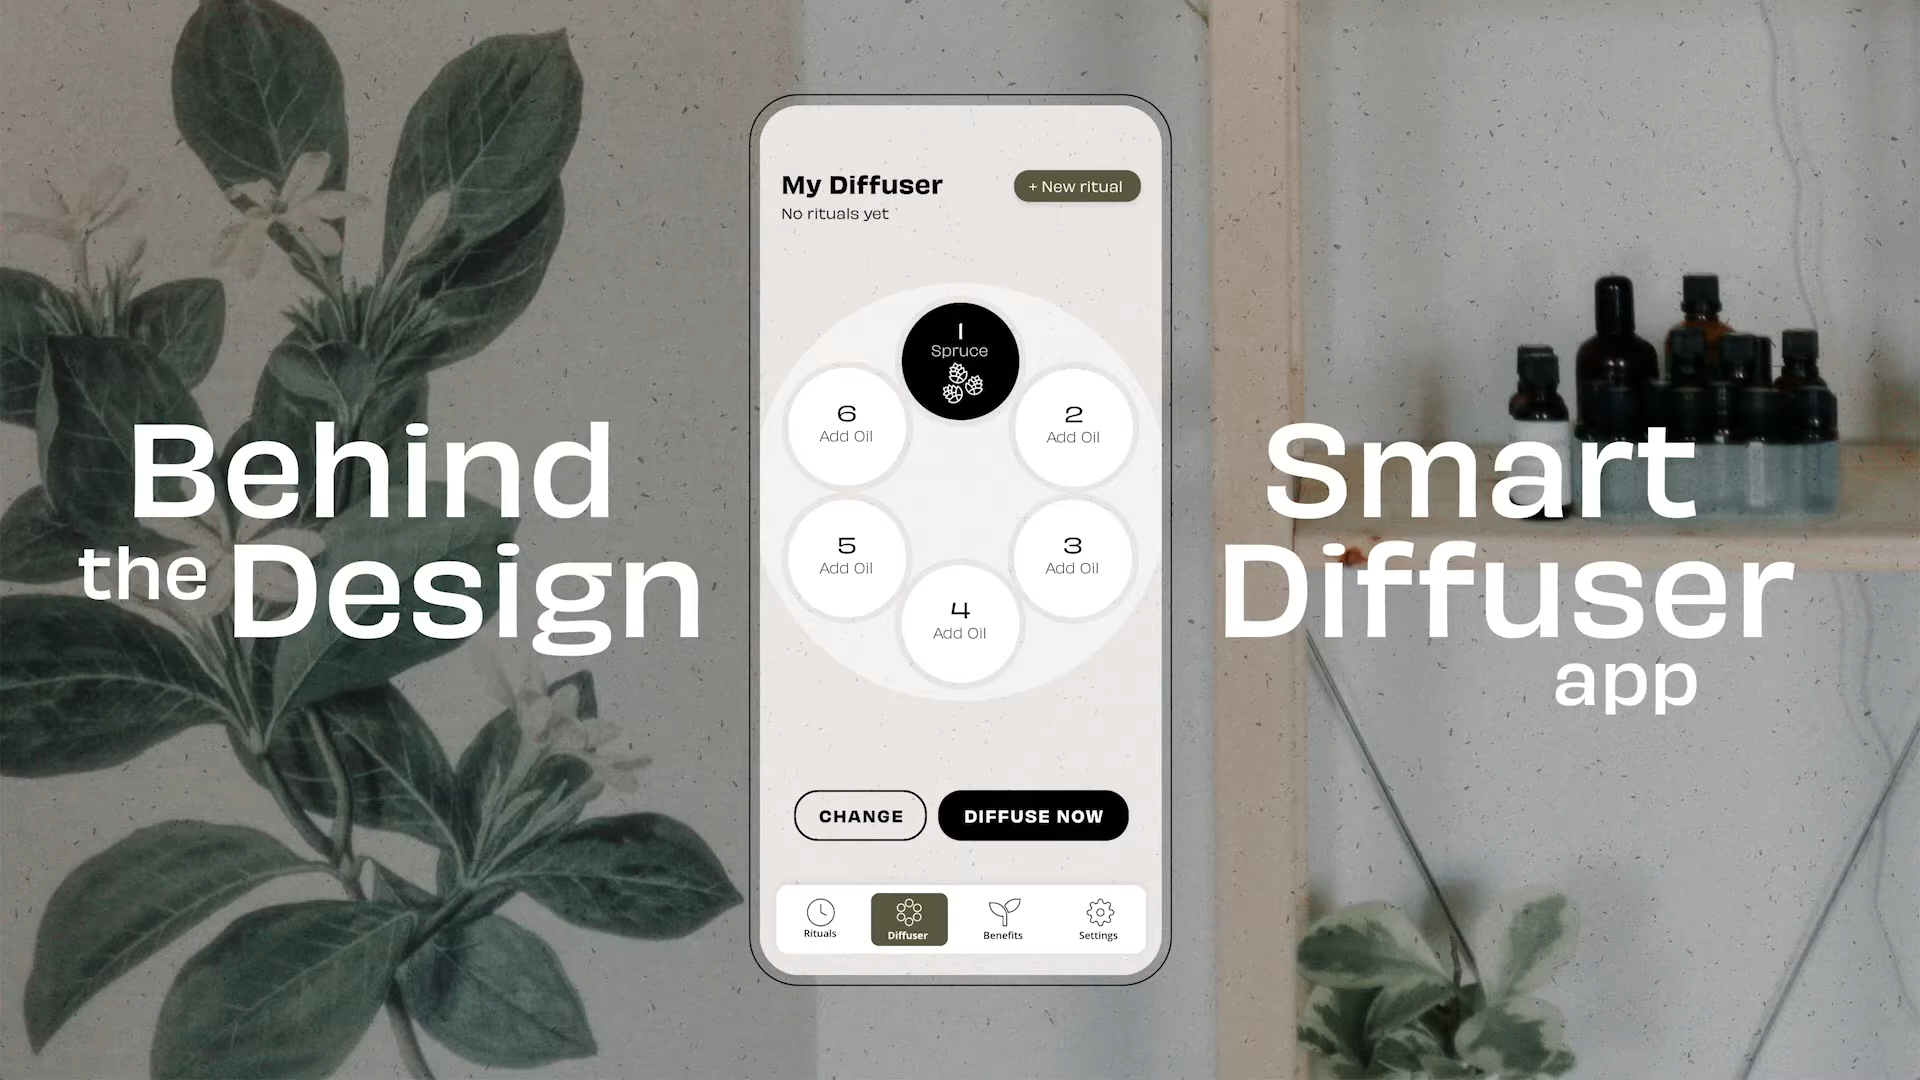 Behind
the Design
My Diffuser
+ New ritual
No rituals yet
1
Spruce
2
Add Oil
3
Add Oil
4
Add Oil
5
Add Oil
6
Add Oil
CHANGE
DIFFUSE NOW
Rituals
Diffuser
Benefits
Settings
Smart
Diffuser
app